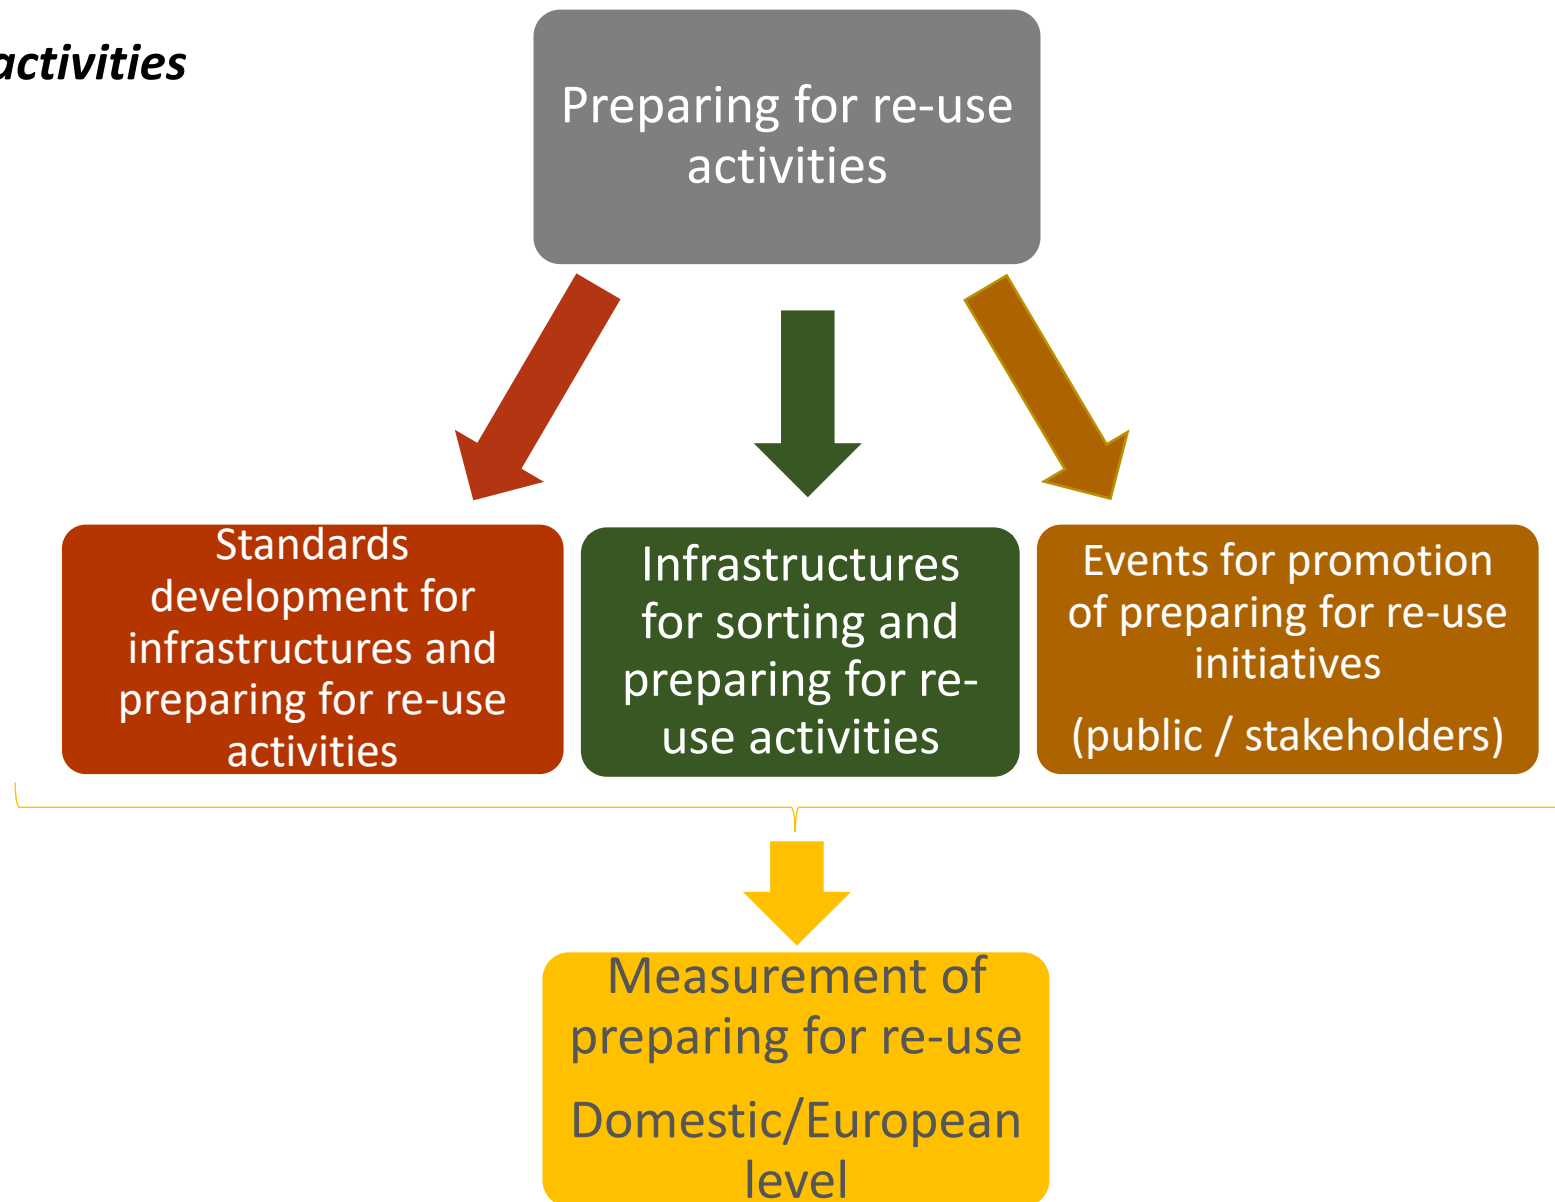 activities
Preparing for re-use
activities
Standards
development for
infrastructures and
preparing for re-use
activities
Infrastructures
for sorting and
preparing for re-
use activities
Events for promotion
of preparing for re-use
initiatives
(public / stakeholders)
Measurement of
preparing for re-use
Domestic/European
level